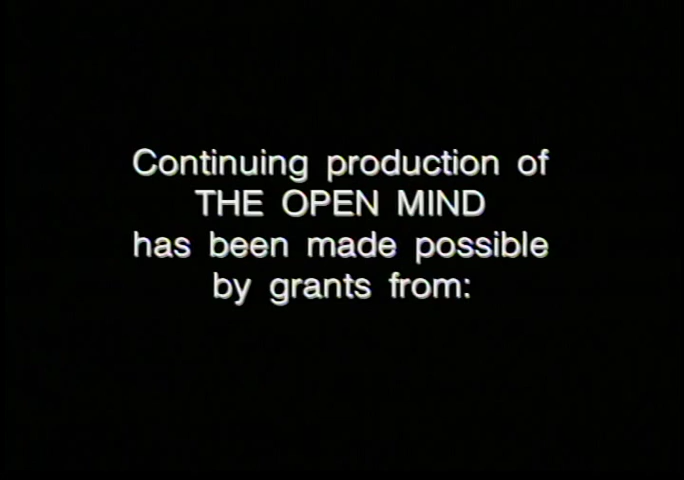 Continuing production of
THE OPEN MIND
has been made possible
by grants from: